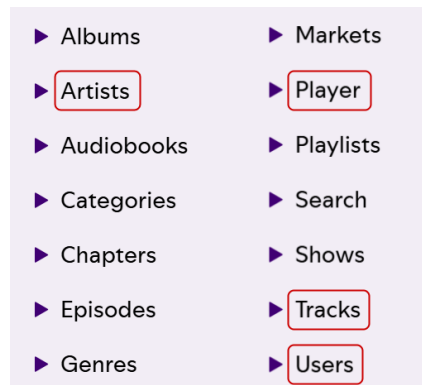 Albums
Artists
Audiobooks
Categories
Chapters
Episodes
Genres
Markets
Player
Playlists
Search
Shows
Tracks
Users